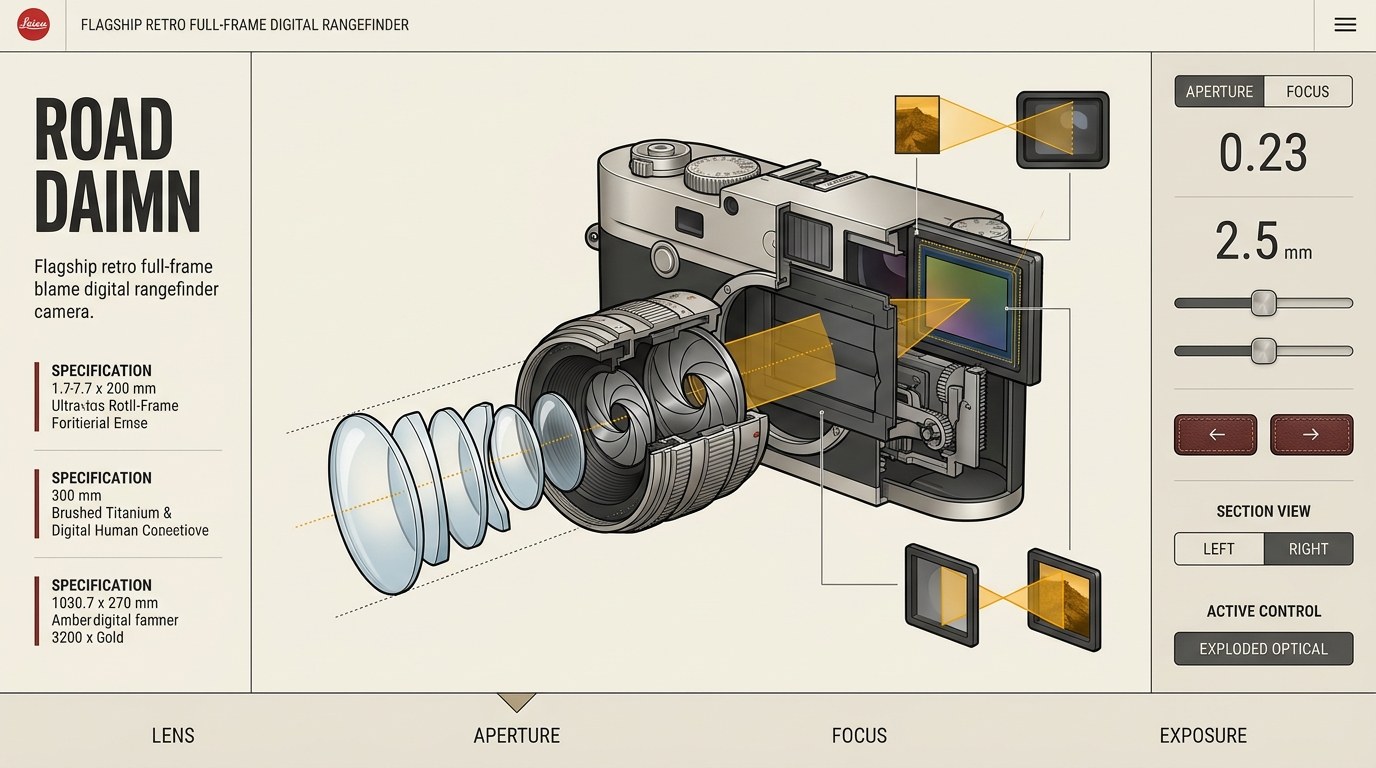 Leica
FLAGSHIP RETRO FULL-FRAME DIGITAL RANGEFINDER
ROAD
DAIMN
Flagship retro full-frame
blame digital rangefinder
camera.
SPECIFICATION
1.7-7.7 x 200 mm
Rotll-Frame
Foritierial Emse
SPECIFICATION
300 mm
Brushed Titanium &
Digital Human
SPECIFICATION
1030.7 x 270 mm
Amberdigital famner
3200 x Gold
APERTURE
FOCUS
0.23
2.5 mm
←
→
SECTION VIEW
LEFT
RIGHT
ACTIVE CONTROL
EXPLODED OPTICAL
LENS
APERTURE
FOCUS
EXPOSURE